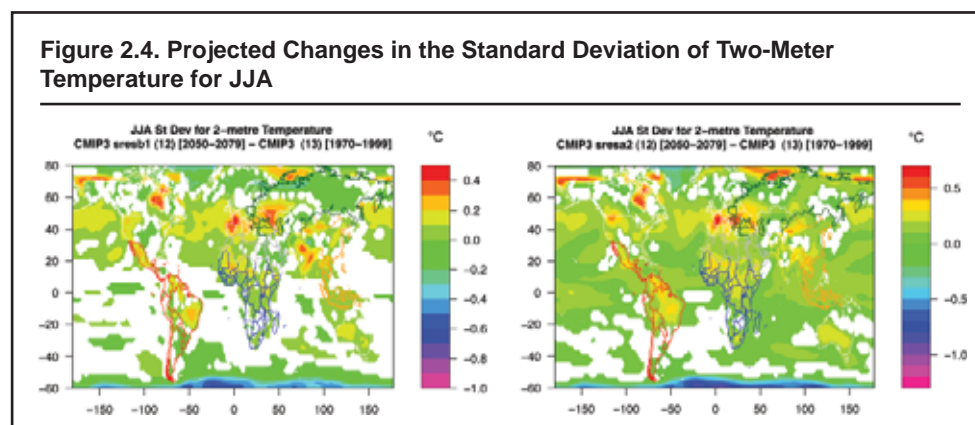 Figure 2.4. Projected Changes in the Standard Deviation of Two-Meter
Temperature for JJA
JJA St Dev for 2-metre Temperature
CMIP3 sresb1 (12) [2050-2079] - CMIP3 (13) [1970-1999]
°C
80
60
40
20
0
-20
-40
-60
-150 -100 -50 0 50 100 150
0.4
0.2
0.0
-0.2
-0.4
-0.6
-0.8
-1.0
JJA St Dev for 2-metre Temperature
CMIP3 sresa2 (12) [2050-2079] - CMIP3 (13) [1970-1999]
°C
80
60
40
20
0
-20
-40
-60
-150 -100 -50 0 50 100 150
0.5
0.0
-0.5
-1.0